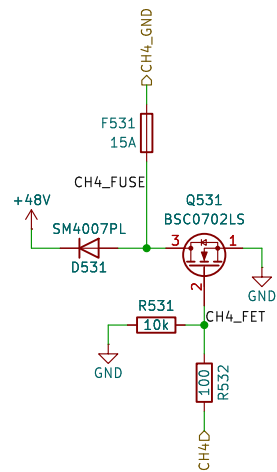 CH4_GND
F531
15A
CH4_FUSE
+48V
Q531
BSC0702LS
SM4007PL
3
1
D531
2
GND
R531
CH4_FET
10k
GND
100
R532
CH4